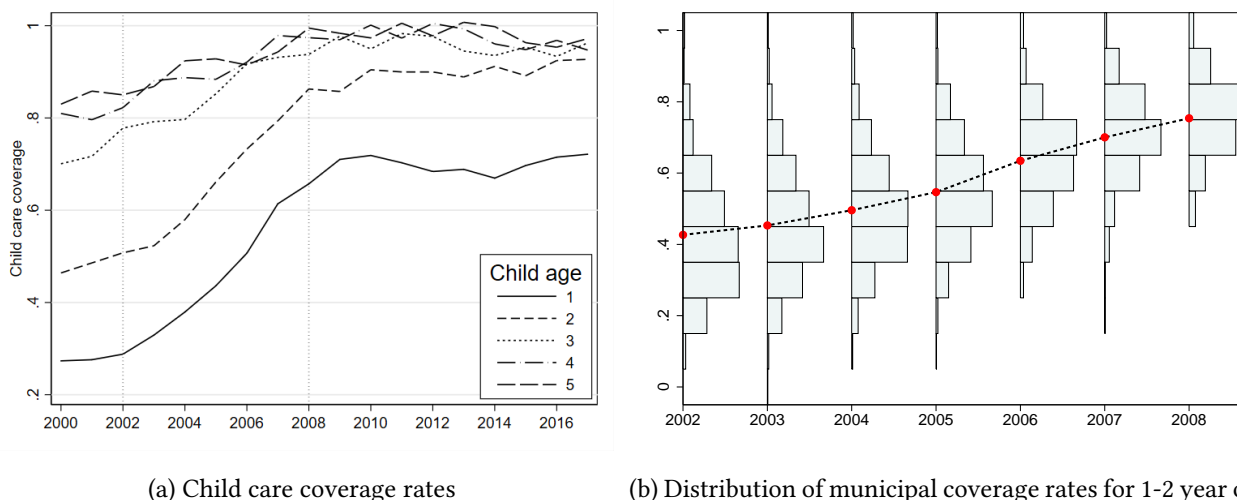 1
.8
.6
.4
.2
Child care coverage
Child age
1
2
3
4
5
2000 2002 2004 2006 2008 2010 2012 2014 2016
(a) Child care coverage rates
1
.8
.6
.4
.2
0
2002 2003 2004 2005 2006 2007 2008
(b) Distribution of municipal coverage rates for 1-2 year